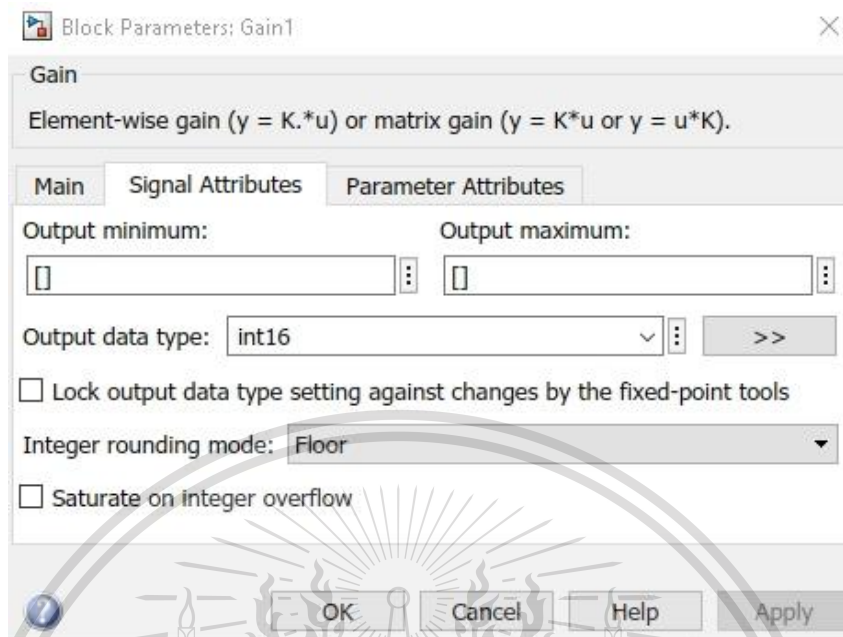 Block Parameters: Gain1
Gain
Element-wise gain (y = K.*u) or matrix gain (y = K*u or y = u*K).
Main Signal Attributes Parameter Attributes
Output minimum: Output maximum:
[] []
Output data type: int16 >>
Lock output data type setting against changes by the fixed-point tools
Integer rounding mode: Floor
Saturate on integer overflow
OK Cancel Help Apply